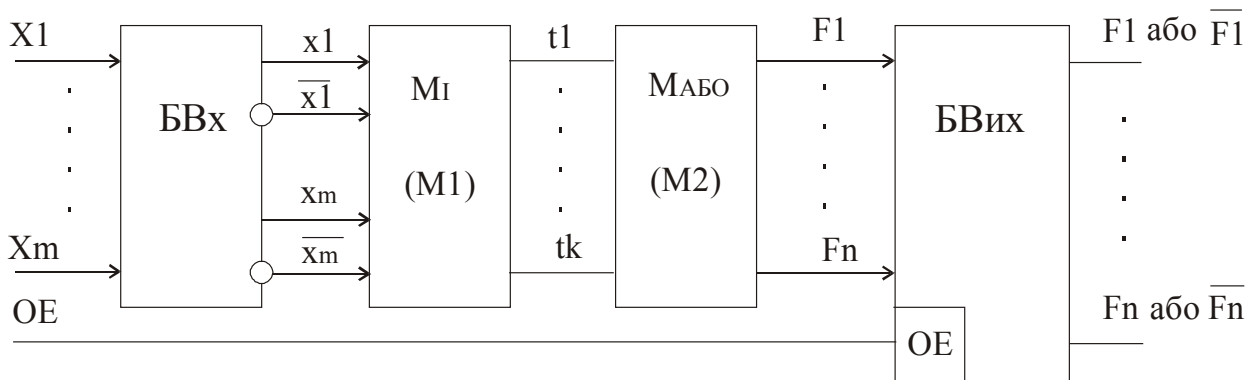 X1
Xm
OE
БВх
x1
x1
xm
xm
MІ
(M1)
t1
tk
MАБО
(M2)
F1
Fn
БВих
OE
F1 або F1
Fn або Fn